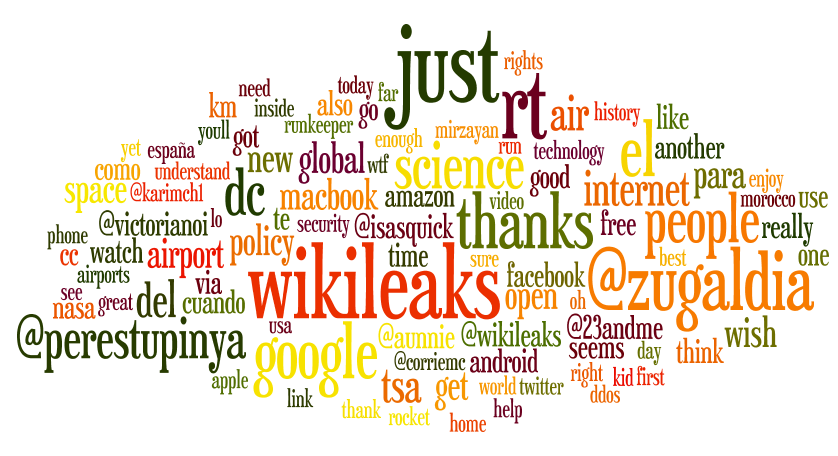 just
rights
need
today
far
km
inside
also
go
rt
air
history
like
youll
got
runkeeper
enough
mirzayan
run
technology
another
yet
españa
new
global
wtf
science
good
el
como
understand
internet
para
enjoy
space
@karimch1
dc
macbook
amazon
video
morocco
use
@victorianoi
lo
te
security
@isasquick
thanks
free
people
really
phone
cc
watch
airport
policy
time
sure
best
one
airports
via
wikileaks
facebook
@zugaldia
see
nasa
great
del
cuando
open
oh
@perestupinya
usa
google
@aunnie
@wikileaks
@23andme
wish
seems
day
think
@corriemc
android
apple
link
tsa
get
world
twitter
right
kid
first
ddos
thank
rocket
help
home